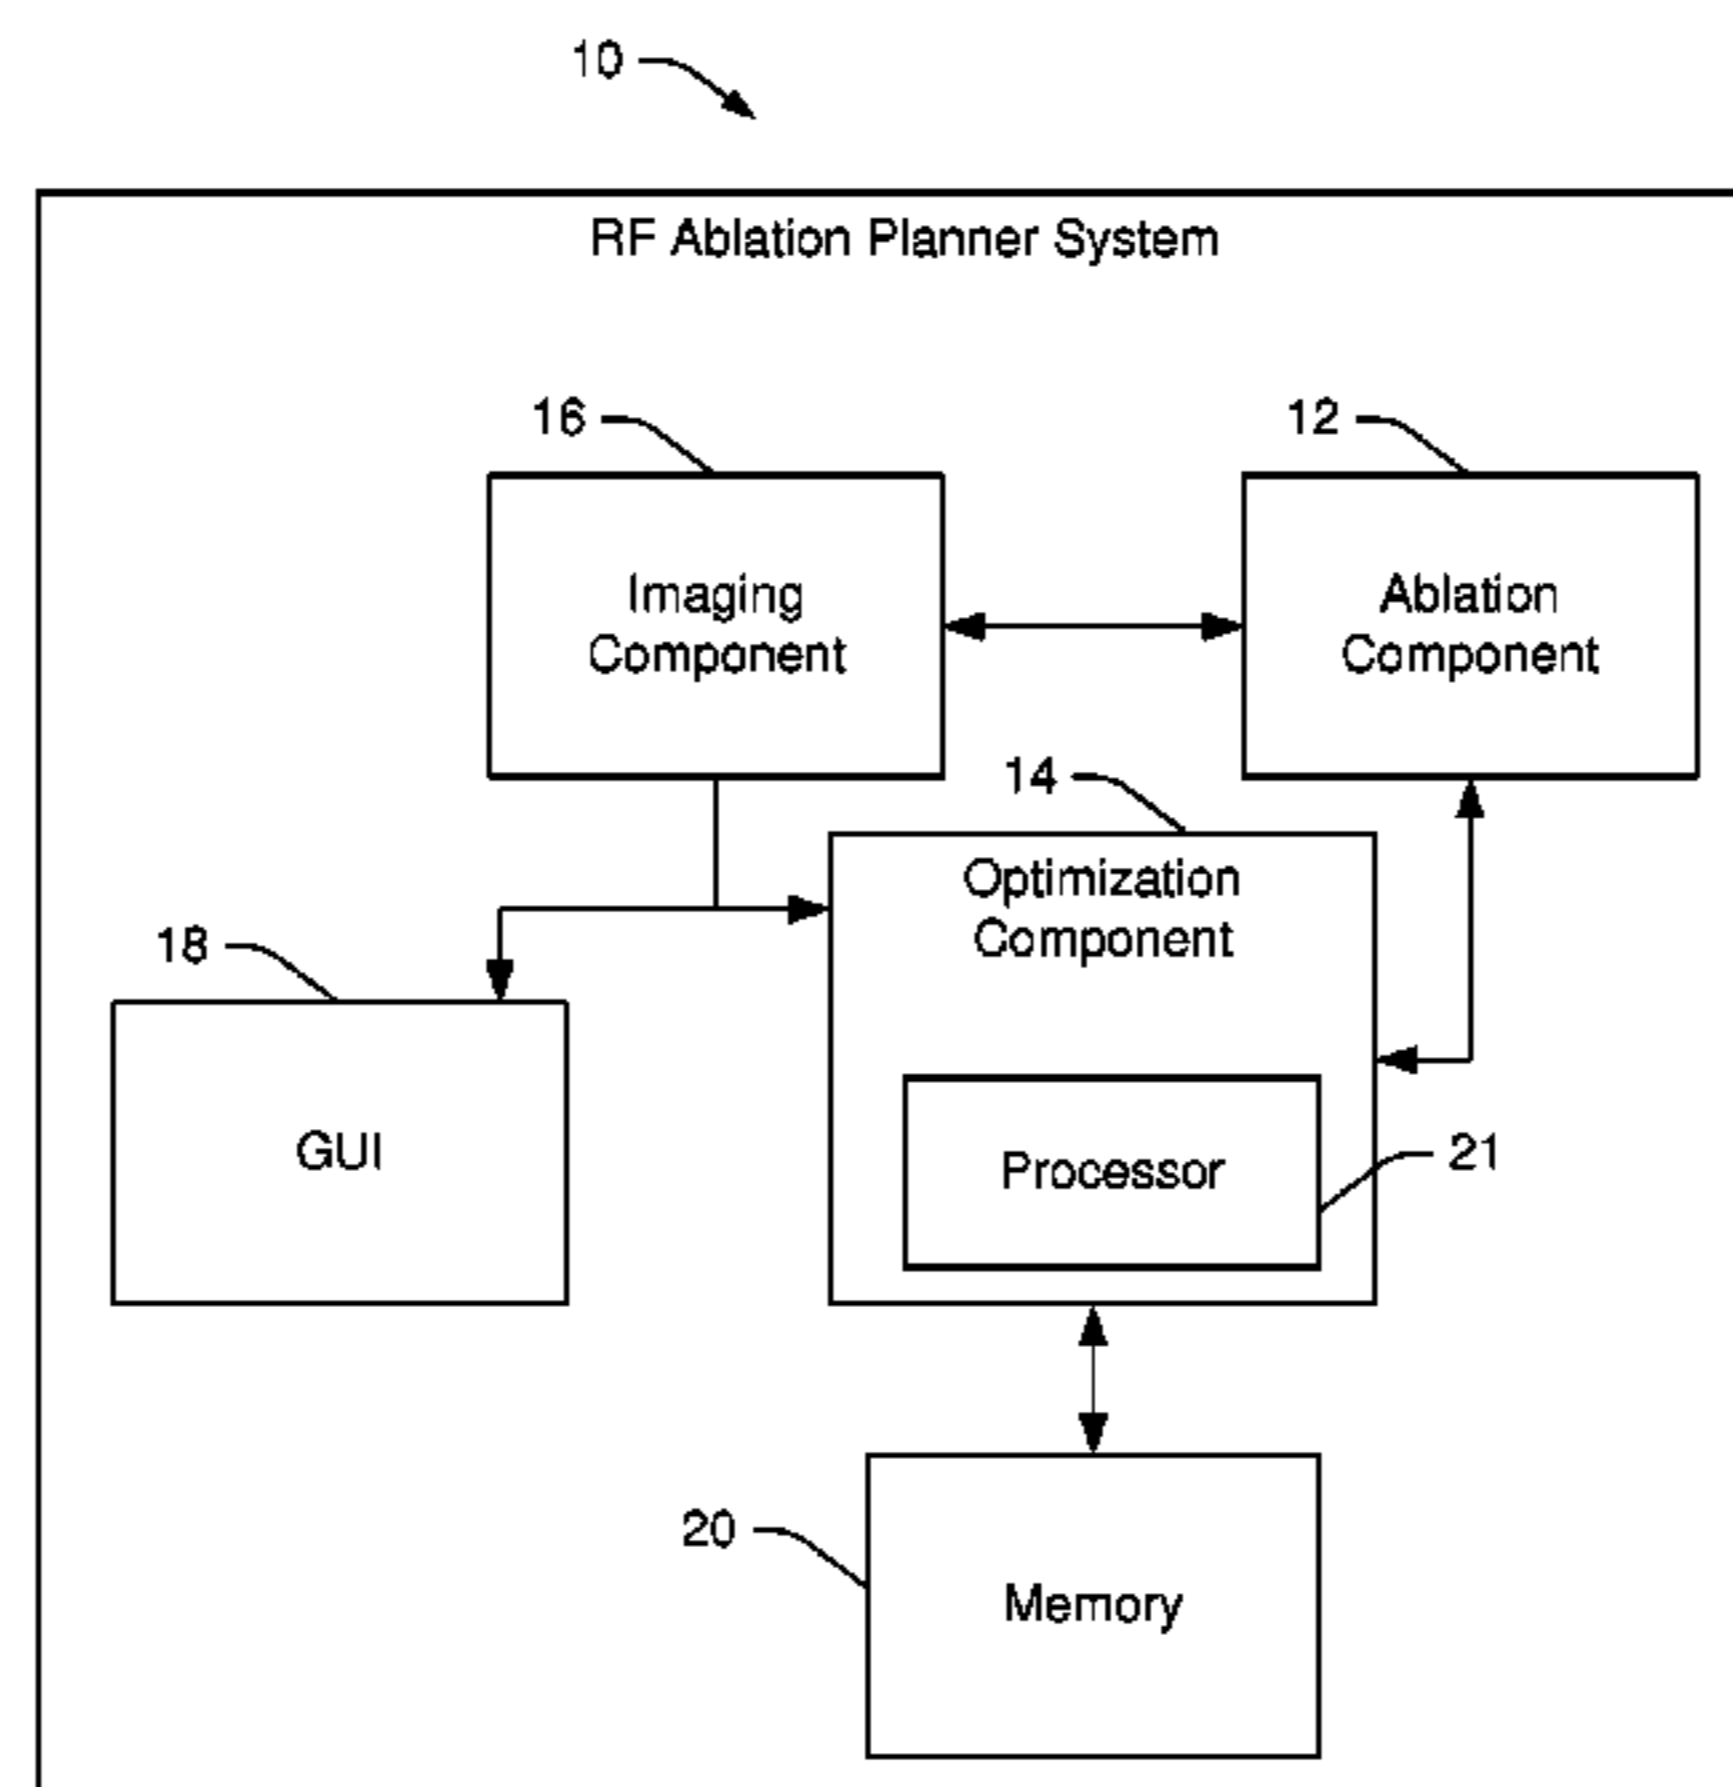 10
RF Ablation Planner System
16
12
Imaging
Component
Ablation
Component
14
Optimization
Component
18
GUI
Processor
21
20
Memory